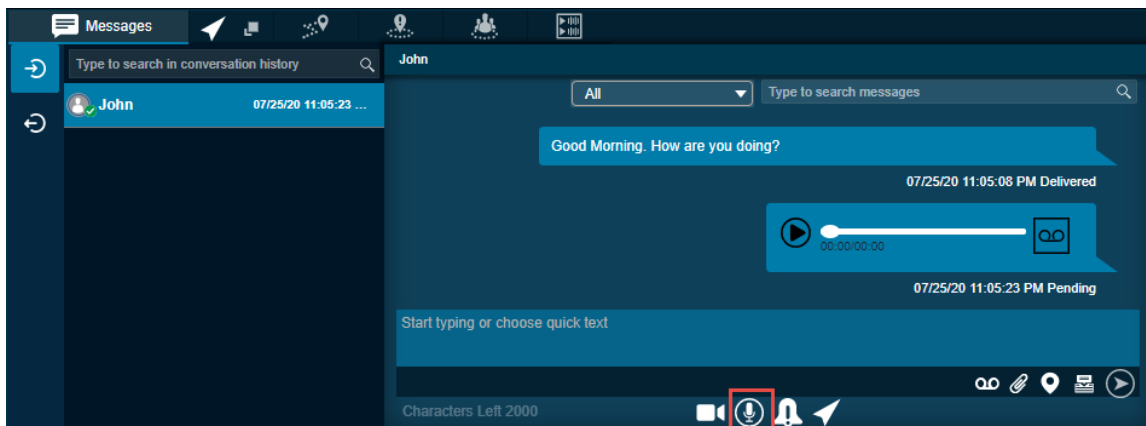 Messages
Type to search in conversation history
John
07/25/20 11:05:23 ...
John
All
Type to search messages
Good Morning. How are you doing?
07/25/20 11:05:08 PM Delivered
00:00/00:00
07/25/20 11:05:23 PM Pending
Start typing or choose quick text
Characters Left 2000